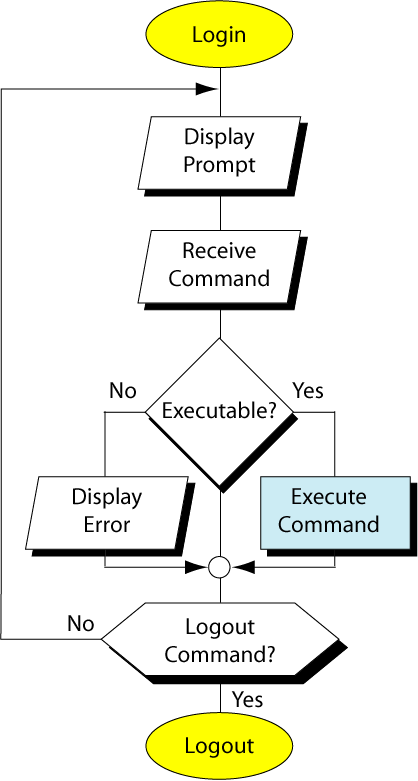 Login
Display
Prompt
Receive
Command
No
Yes
Executable?
Display
Error
Execute
Command
No
Logout
Command?
Yes
Logout